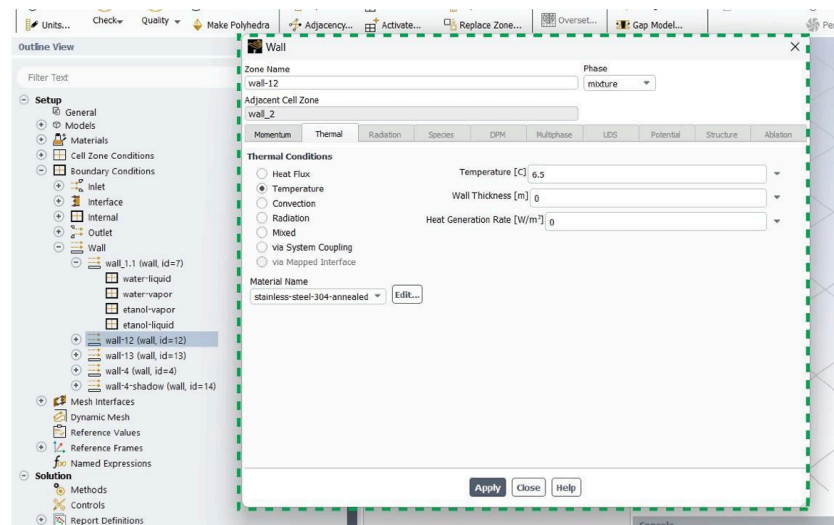 Units...
Check
Quality
Make Polyhedra
Adjacency...
Activate...
Replace Zone...
Overset...
Gap Model...
Outline View
Filter Text
Setup
General
Models
Materials
Cell Zone Conditions
Boundary Conditions
Inlet
Interface
Internal
Outlet
Wall
wall_1.1 (wall, id=7)
water-liquid
water-vapor
etanol-vapor
etanol-liquid
wall-12 (wall, id=12)
wall-13 (wall, id=13)
wall-4 (wall, id=4)
wall-4-shadow (wall, id=14)
Mesh Interfaces
Dynamic Mesh
Reference Values
Reference Frames
Named Expressions
Solution
Methods
Controls
Report Definitions
Wall
Zone Name
Phase
wall-12
mixture
Adjacent Cell Zone
wall_2
Momentum Thermal Radiation Species DPM Multiphase UDS Potential Structure Ablation
Thermal Conditions
Heat Flux
Temperature
Convection
Radiation
Mixed
via System Coupling
via Mapped Interface
Temperature [C] 6.5
Wall Thickness [m] 0
Heat Generation Rate [W/m³] 0
Material Name
stainless-steel-304-annealed Edit...
Apply Close Help